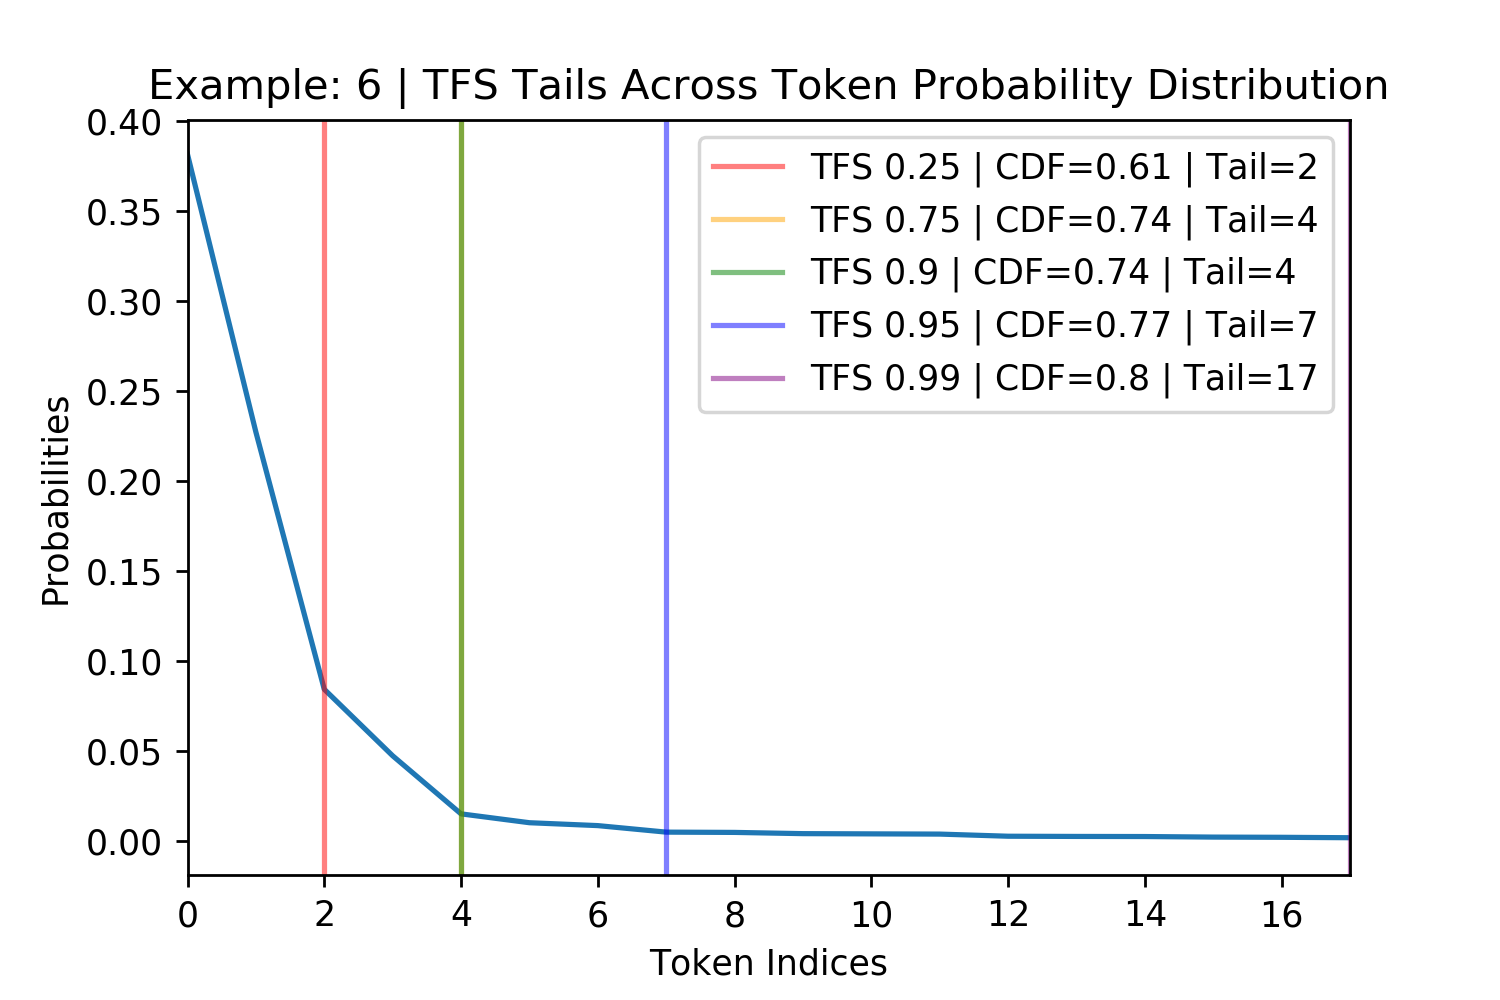 Example: 6 | TFS Tails Across Token Probability Distribution
0.40
0.35
0.30
0.25
0.20
0.15
0.10
0.05
0.00
Probabilities
TFS 0.25 | CDF=0.61 | Tail=2
TFS 0.75 | CDF=0.74 | Tail=4
TFS 0.9 | CDF=0.74 | Tail=4
TFS 0.95 | CDF=0.77 | Tail=7
TFS 0.99 | CDF=0.8 | Tail=17
0 2 4 6 8 10 12 14 16
Token Indices